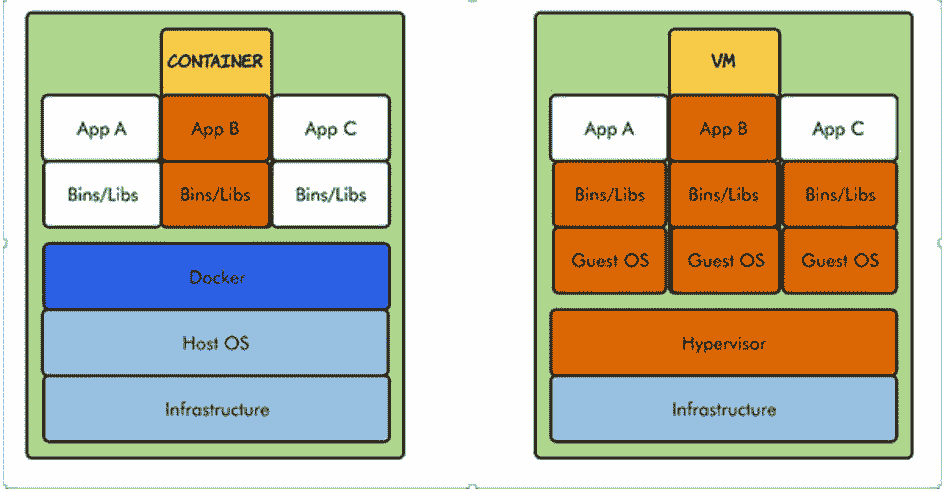 CONTAINER
App A
App B
App C
Bins/Libs
Bins/Libs
Bins/Libs
Docker
Host OS
Infrastructure
VM
App A
App B
App C
Bins/Libs
Bins/Libs
Bins/Libs
Guest OS
Guest OS
Guest OS
Hypervisor
Infrastructure